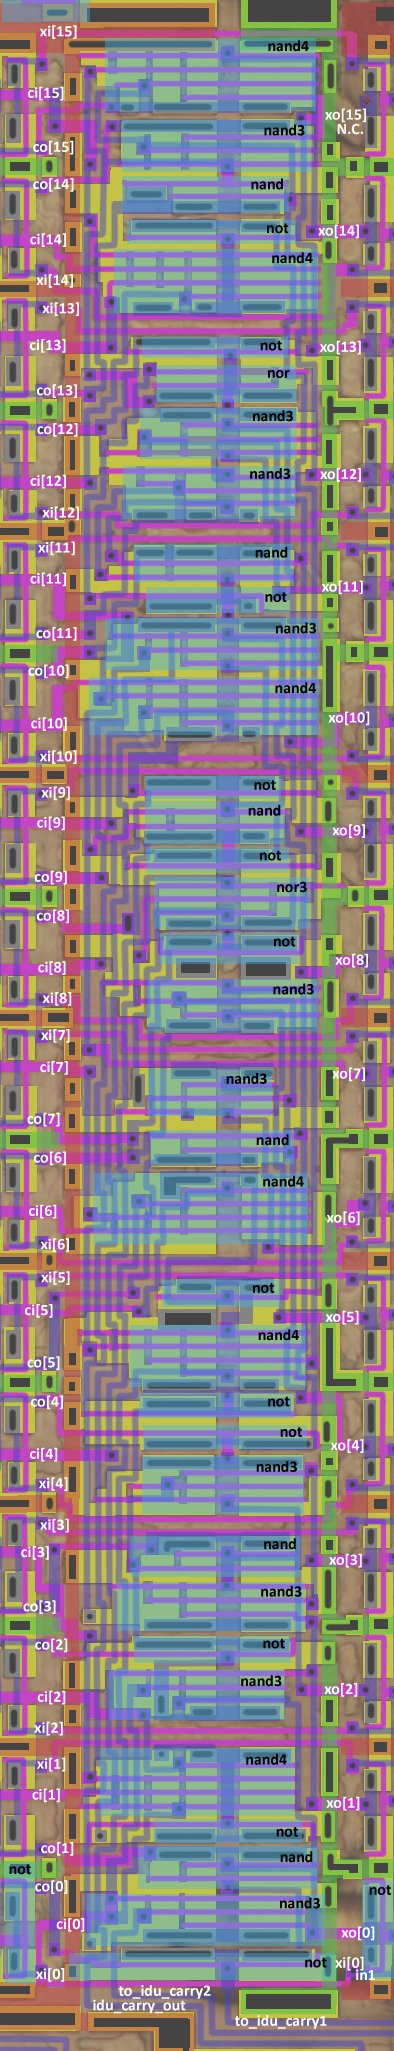 xi[15]
nand4
ci[15]
xo[15]
N.C.
nand3
co[15]
co[14]
nand
not
xo[14]
ci[14]
nand4
xi[14]
xi[13]
ci[13]
not
xo[13]
nor
co[13]
nand3
co[12]
nand3
xo[12]
ci[12]
xi[12]
xi[11]
nand
ci[11]
xo[11]
not
co[11]
nand3
co[10]
nand4
ci[10]
xo[10]
xi[10]
not
xi[9]
nand
ci[9]
xo[9]
not
co[9]
nor3
co[8]
not
xo[8]
ci[8]
nand3
xi[8]
xi[7]
ci[7]
xo[7]
nand3
co[7]
nand
co[6]
nand4
ci[6]
xo[6]
xi[6]
xi[5]
not
ci[5]
xo[5]
nand4
co[5]
co[4]
not
not
xo[4]
ci[4]
nand3
xi[4]
xi[3]
nand
ci[3]
xo[3]
nand3
co[3]
co[2]
not
nand3
xo[2]
ci[2]
xi[2]
xi[1]
nand4
ci[1]
xo[1]
not
co[1]
nand
not
co[0]
not
nand3
ci[0]
xo[0]
not
xi[0]
xi[0]
in1
to_idu_carry2
idu_carry_out
to_idu_carry1